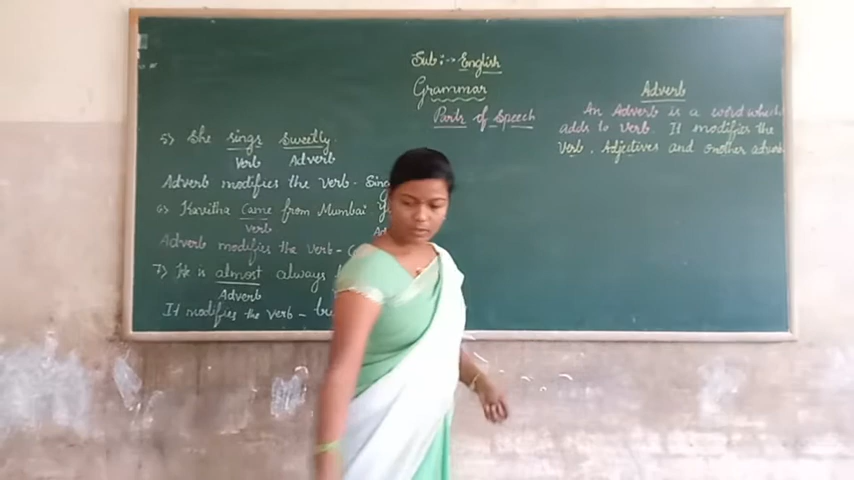 Sub:-> English
Grammar
Parts of Speech
5) She sings Sweetly.
Verb Adverb
Adverb modifies the verb - Sing
6) Kavitha Came from Mumbai
Verb
Adverb modifies the verb -
7) He is almost always
Adverb
It modifies the verb -
Adverb
An Adverb is a word which
adds to verb. It modifies the
Verb, Adjectives and another adverb